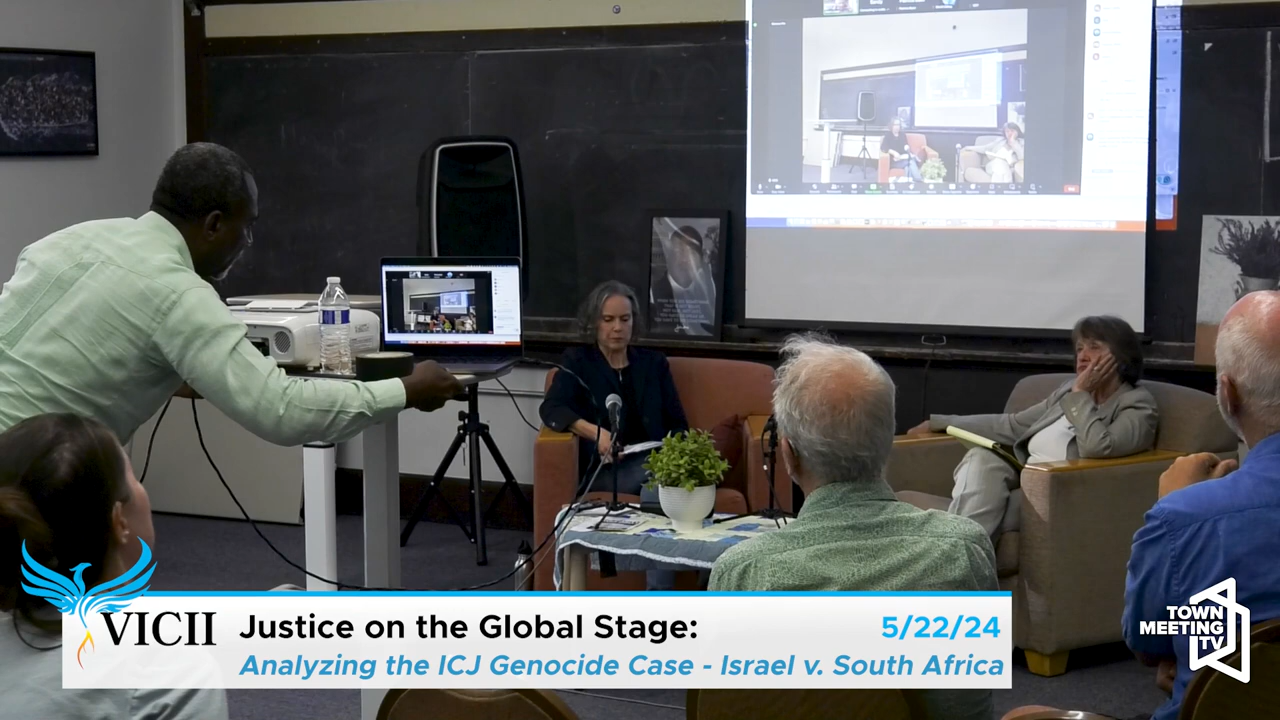 VICII
Justice on the Global Stage:
5/22/24
Analyzing the ICJ Genocide Case - Israel v. South Africa
TOWN
MEETING
TV